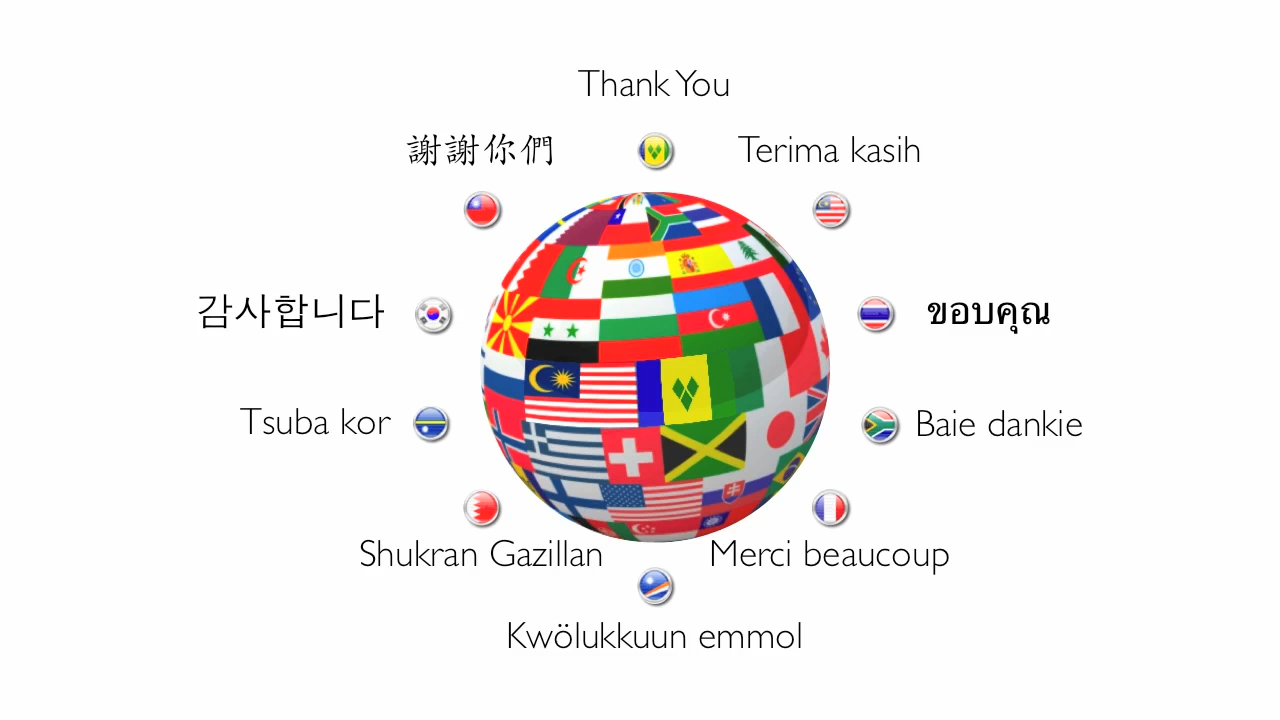 Thank You
謝謝你們
Terima kasih
감사합니다
ขอบคุณ
Tsuba kor
Baie dankie
Shukran Gazillan
Merci beaucoup
Kwölukkuun emmol